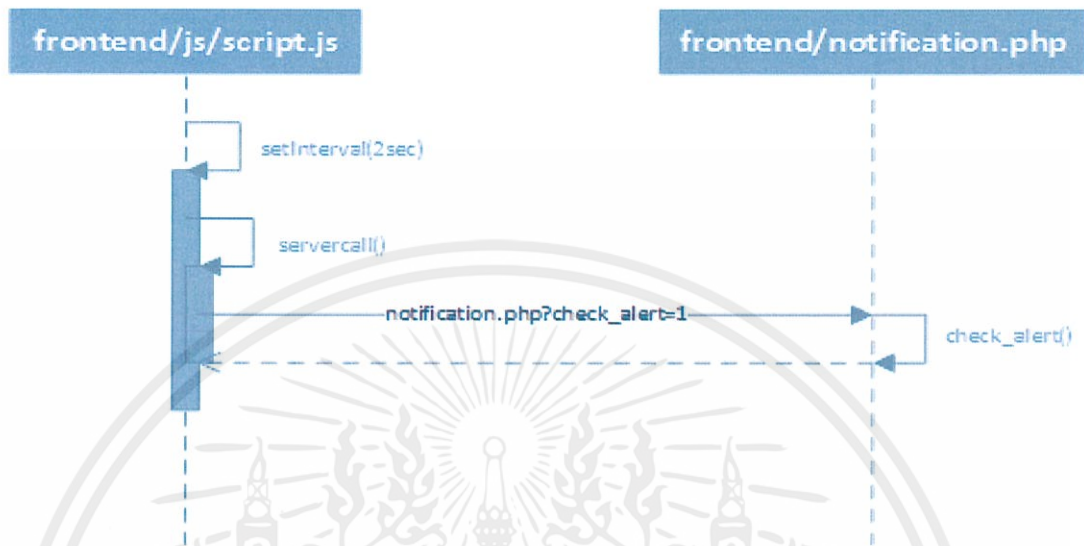 frontend/js/script.js
frontend/notification.php
setInterval(2sec)
servercall()
notification.php?check_alert=1
check_alert()